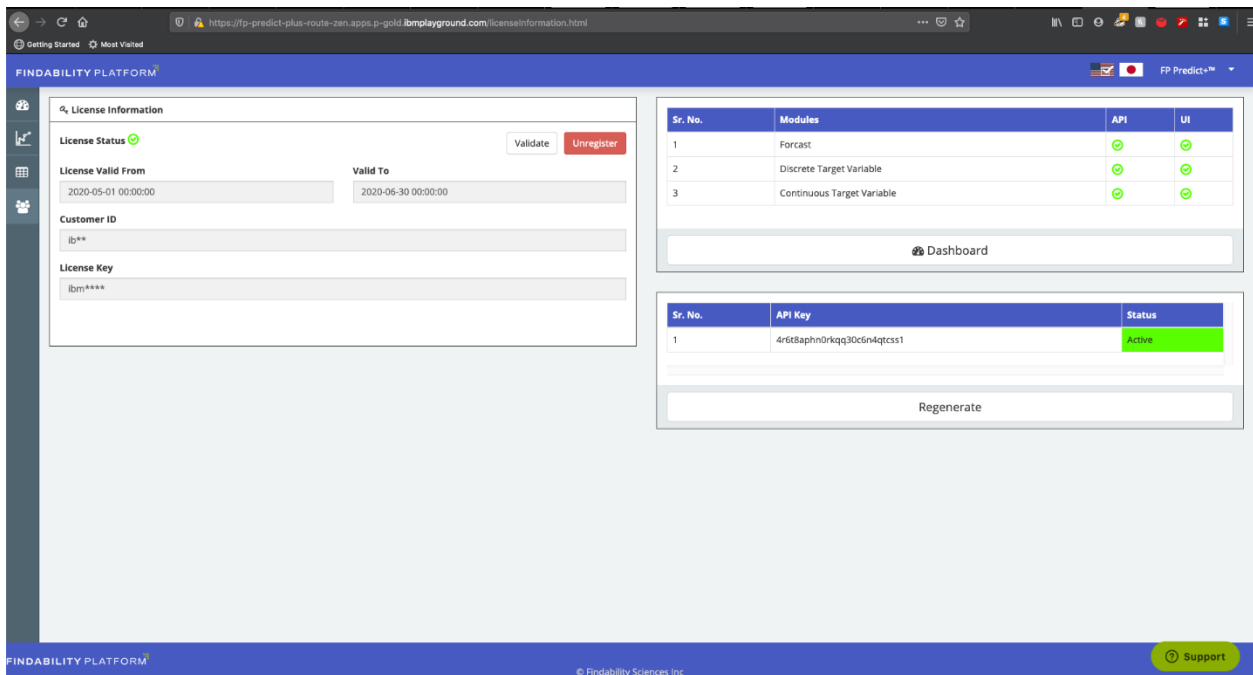 https://fp-predict-plus-route-zen.apps.p-gold.ibmplayground.com/licenseInformation.html
Getting Started Most Visited
FINDABILITY PLATFORM
FP Predict+™
License Information
License Status
Validate Unregister
License Valid From Valid To
2020-05-01 00:00:00 2020-06-30 00:00:00
Customer ID
ib**
License Key
ibm****
Sr. No. Modules API UI
1 Forcast
2 Discrete Target Variable
3 Continuous Target Variable
Dashboard
Sr. No. API Key Status
1 4r6t8aphn0rkqq30c6n4qtcss1 Active
Regenerate
FINDABILITY PLATFORM
© Findability Sciences Inc
Support